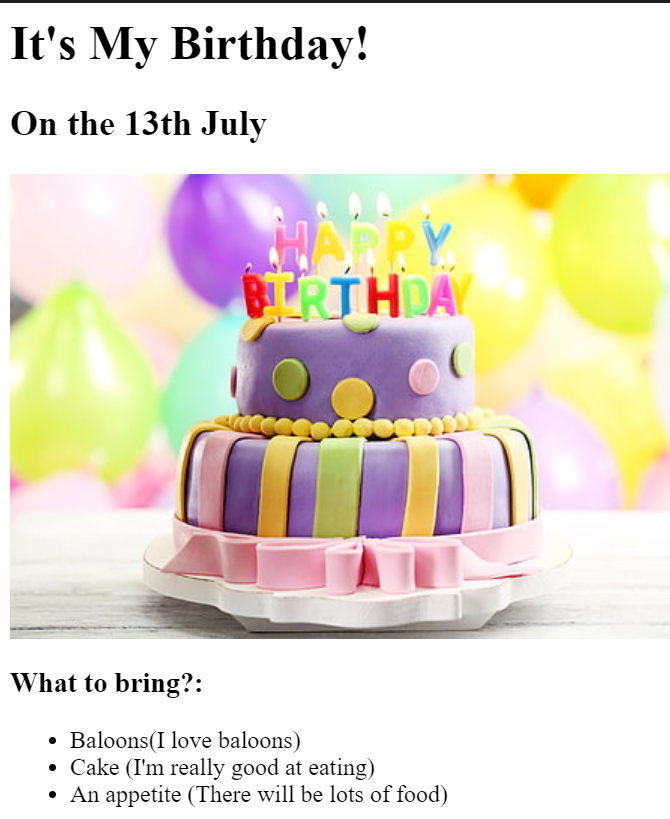 It's My Birthday!
On the 13th July
HAPPY
BIRTHDAY
What to bring?:
Baloons(I love baloons)
Cake (I'm really good at eating)
An appetite (There will be lots of food)